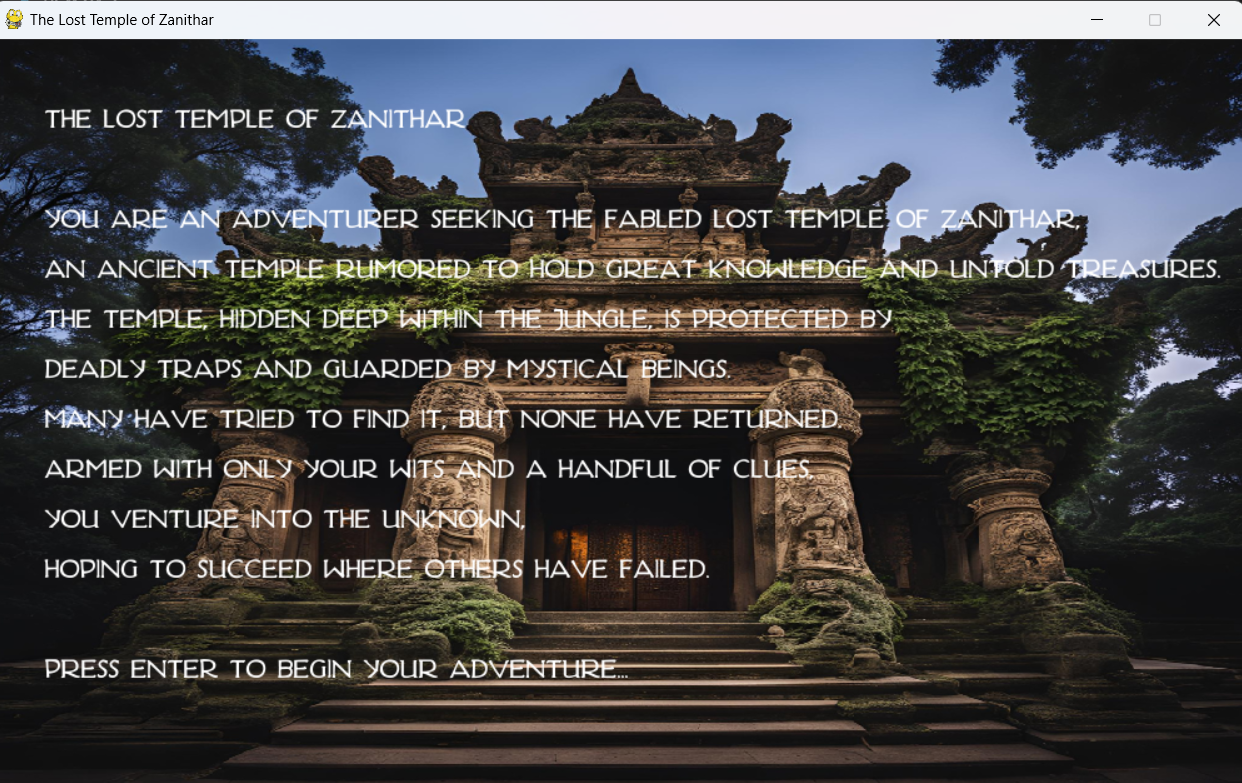 The Lost Temple of Zanithar
THE LOST TEMPLE OF ZANITHAR
YOU ARE AN ADVENTURER SEEKING THE FABLED LOST TEMPLE OF ZANITHAR,
AN ANCIENT TEMPLE RUMORED TO HOLD GREAT KNOWLEDGE AND UNTOLD TREASURES.
THE TEMPLE, HIDDEN DEEP WITHIN THE JUNGLE, IS PROTECTED BY
DEADLY TRAPS AND GUARDED BY MYSTICAL BEINGS.
MANY HAVE TRIED TO FIND IT, BUT NONE HAVE RETURNED.
ARMED WITH ONLY YOUR WITS AND A HANDFUL OF CLUES,
YOU VENTURE INTO THE UNKNOWN,
HOPING TO SUCCEED WHERE OTHERS HAVE FAILED.
PRESS ENTER TO BEGIN YOUR ADVENTURE...